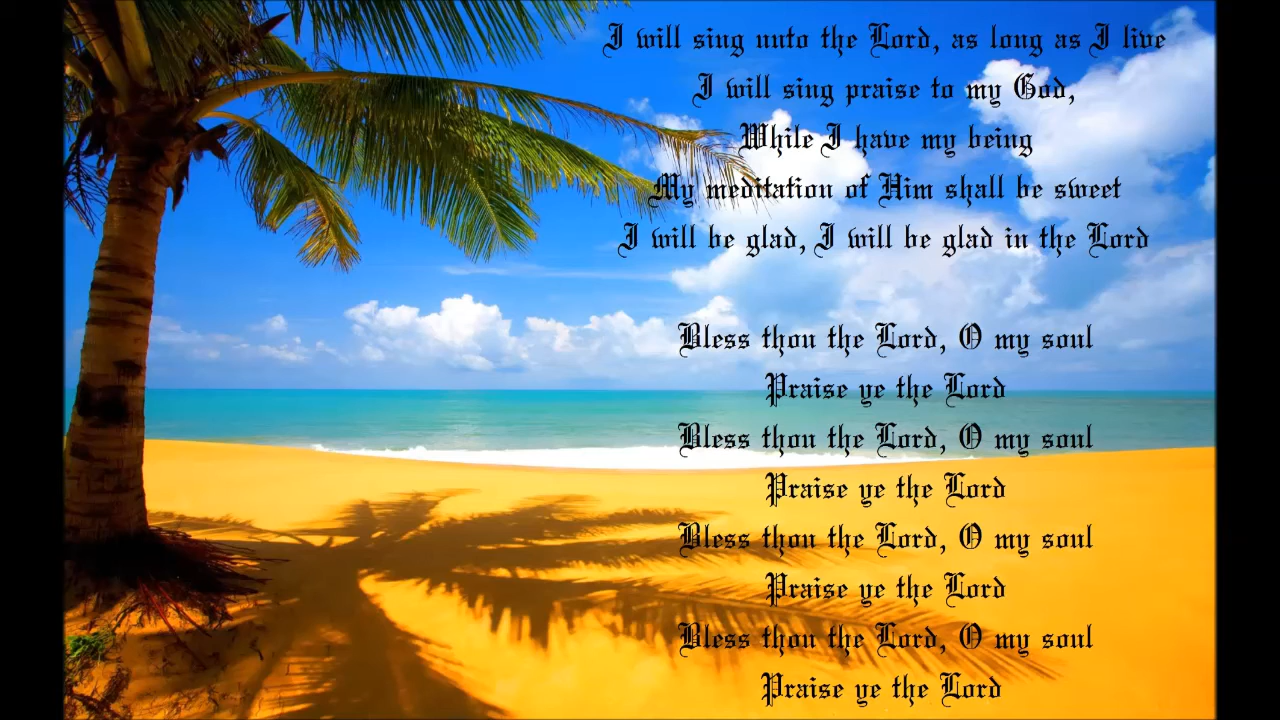 I will sing unto the Lord, as long as I live
I will sing praise to my God,
While I have my being
My meditation of Him shall be sweet
I will be glad, I will be glad in the Lord
Bless thou the Lord, O my soul
Praise ye the Lord
Bless thou the Lord, O my soul
Praise ye the Lord
Bless thou the Lord, O my soul
Praise ye the Lord
Bless thou the Lord, O my soul
Praise ye the Lord